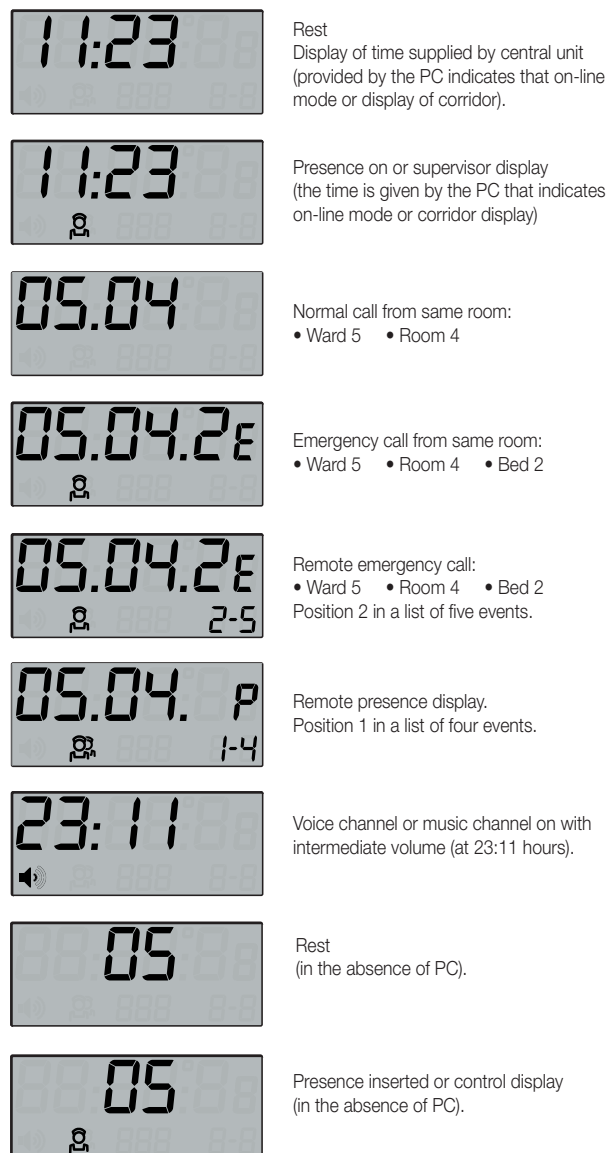 11:23
Rest
Display of time supplied by central unit
(provided by the PC indicates that on-line
mode or display of corridor).
11:23
Presence on or supervisor display
(the time is given by the PC that indicates
on-line mode or corridor display)
05.04
Normal call from same room:
• Ward 5 • Room 4
05.04.2E
Emergency call from same room:
• Ward 5 • Room 4 • Bed 2
05.04.2E
2-5
Remote emergency call:
• Ward 5 • Room 4 • Bed 2
Position 2 in a list of five events.
05.04. P
1-4
Remote presence display.
Position 1 in a list of four events.
23:11
Voice channel or music channel on with
intermediate volume (at 23:11 hours).
05
Rest
(in the absence of PC).
05
Presence inserted or control display
(in the absence of PC).